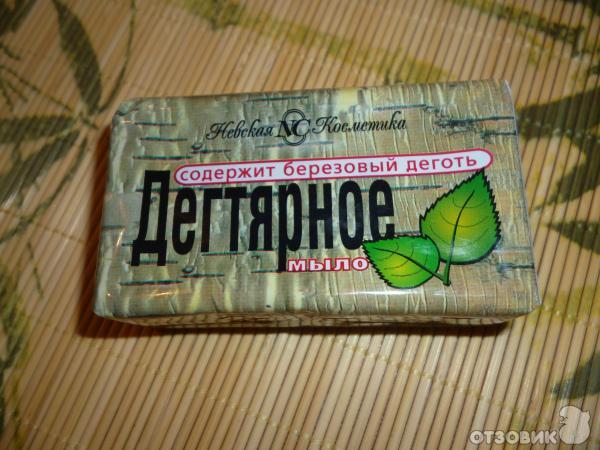 Невская NC Косметика
содержит березовый деготь
Дегтярное
мыло
ОТЗОВИК